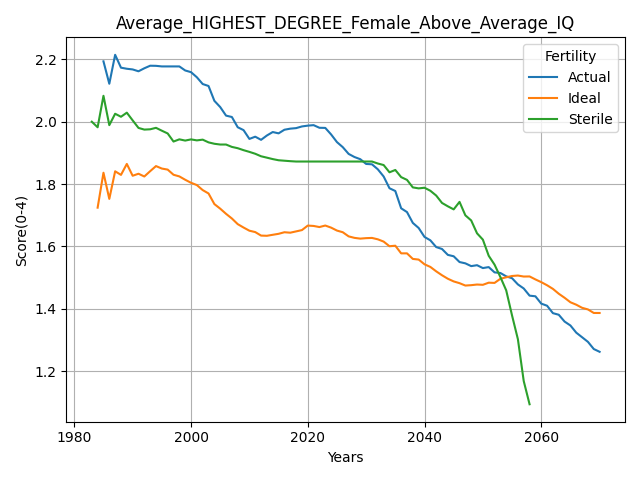 Average_HIGHEST_DEGREE_Female_Above_Average_IQ
Fertility
Actual
Ideal
Sterile
Score(0-4)
2.2
2.0
1.8
1.6
1.4
1.2
1980
2000
2020
2040
2060
Years